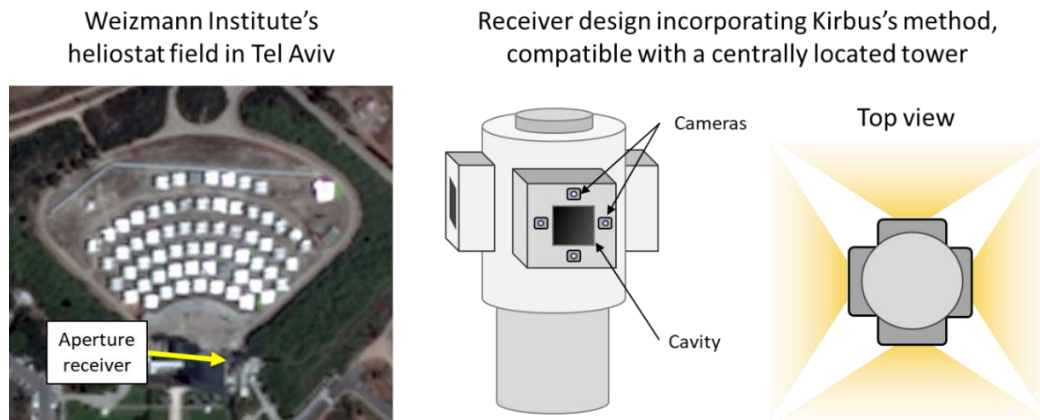 Weizmann Institute's
heliostat field in Tel Aviv
Receiver design incorporating Kirbus's method,
compatible with a centrally located tower
Aperture
receiver
Cameras
Cavity
Top view